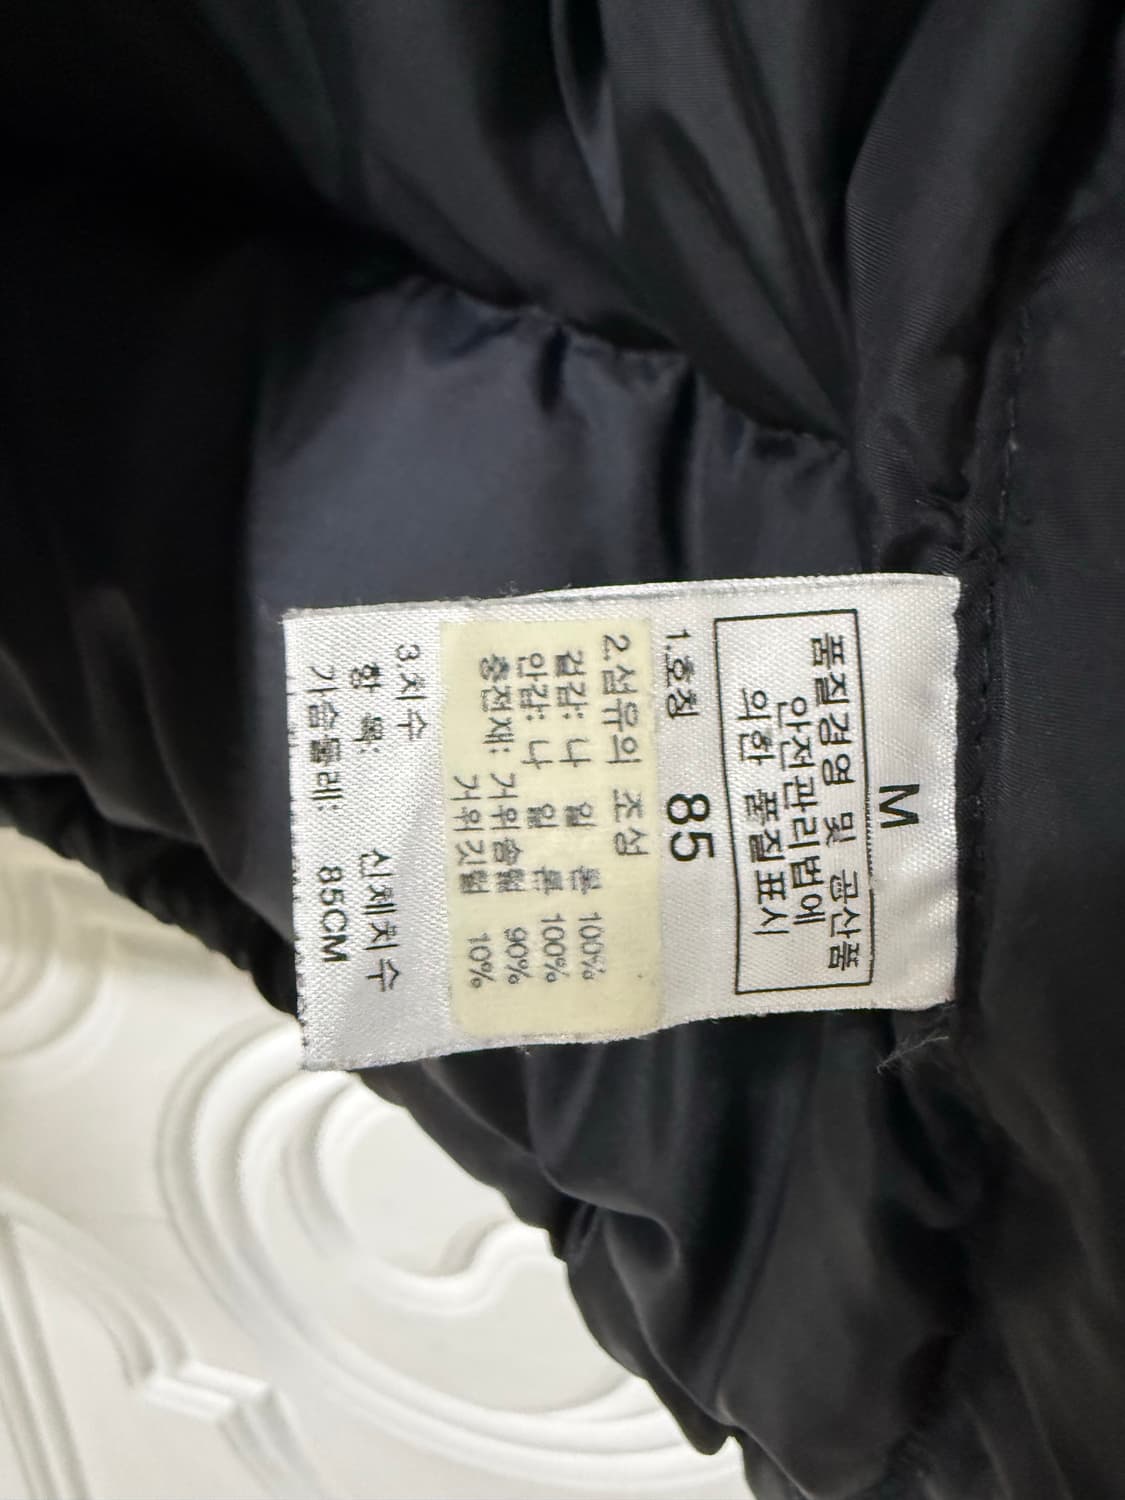 M
품질경영 및 공산품
안전관리법에
의한 품질표시
1.호칭 85
2.섬유의 조성
겉감: 나 일 론 100%
안감: 나 일 론 100%
충전재: 거위솜털 90%
거위깃털 10%
3.치수 신체치수
가슴둘레: 85CM